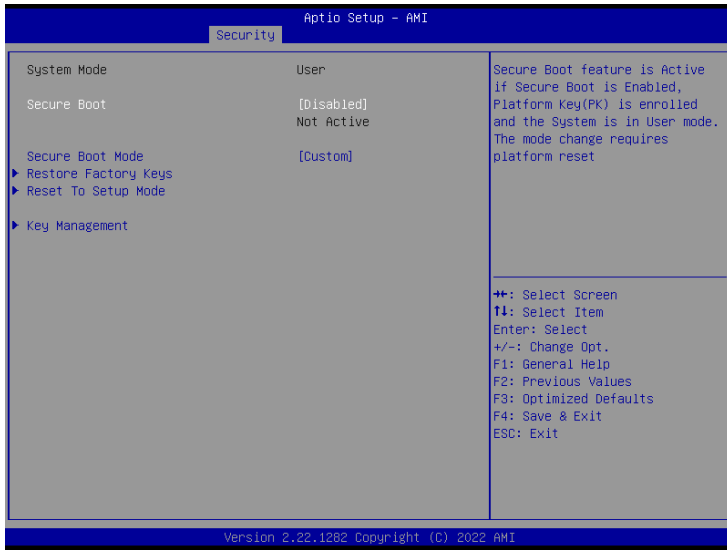 Aptio Setup – AMI
Security
System Mode User
Secure Boot [Disabled]
Not Active
Secure Boot Mode [Custom]
Restore Factory Keys
Reset To Setup Mode
Key Management
Secure Boot feature is Active
if Secure Boot is Enabled,
Platform Key(PK) is enrolled
and the System is in User mode.
The mode change requires
platform reset
→←: Select Screen
↑↓: Select Item
Enter: Select
+/-: Change Opt.
F1: General Help
F2: Previous Values
F3: Optimized Defaults
F4: Save & Exit
ESC: Exit
Version 2.22.1282 Copyright (C) 2022 AMI